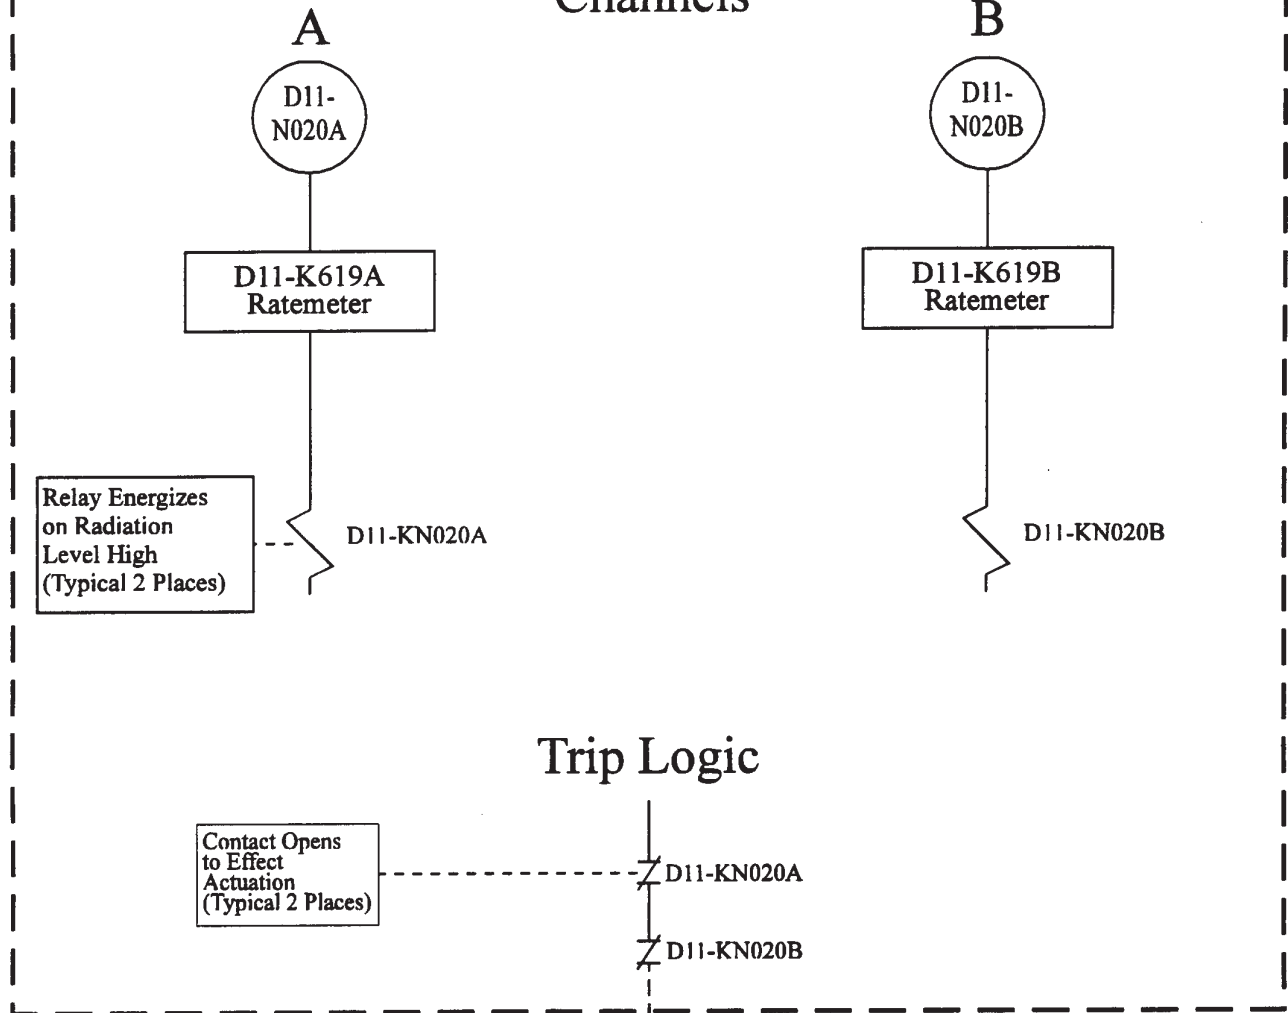 Channels
A
B
D11-
N020A
D11-
N020B
D11-K619A
Ratemeter
D11-K619B
Ratemeter
Relay Energizes
on Radiation
Level High
(Typical 2 Places)
D11-KN020A
D11-KN020B
Trip Logic
Contact Opens
to Effect
Actuation
(Typical 2 Places)
D11-KN020A
D11-KN020B